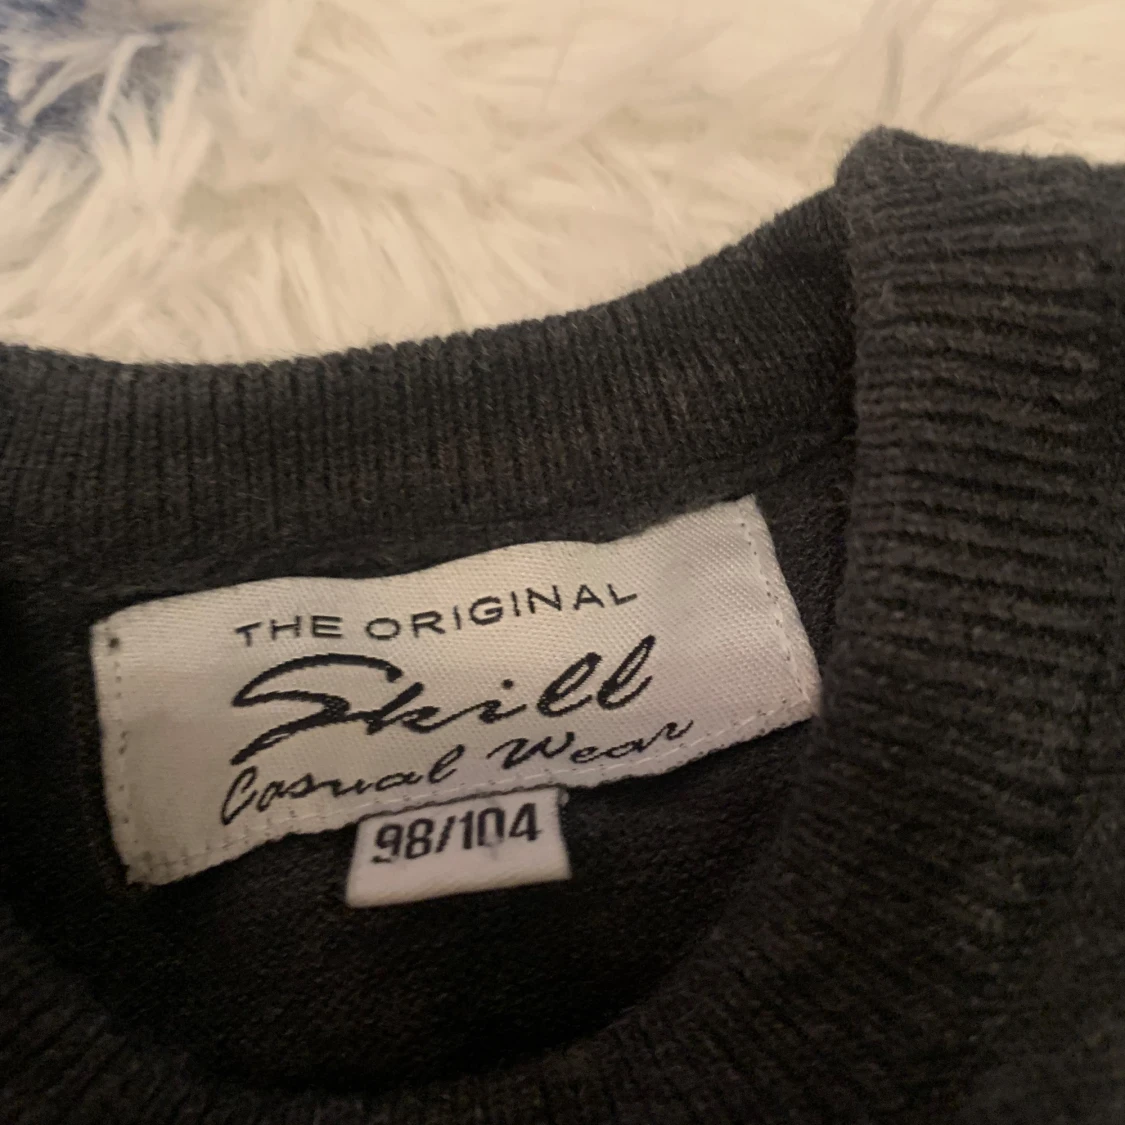 THE ORIGINAL
Skill
Casual Wear
98/104